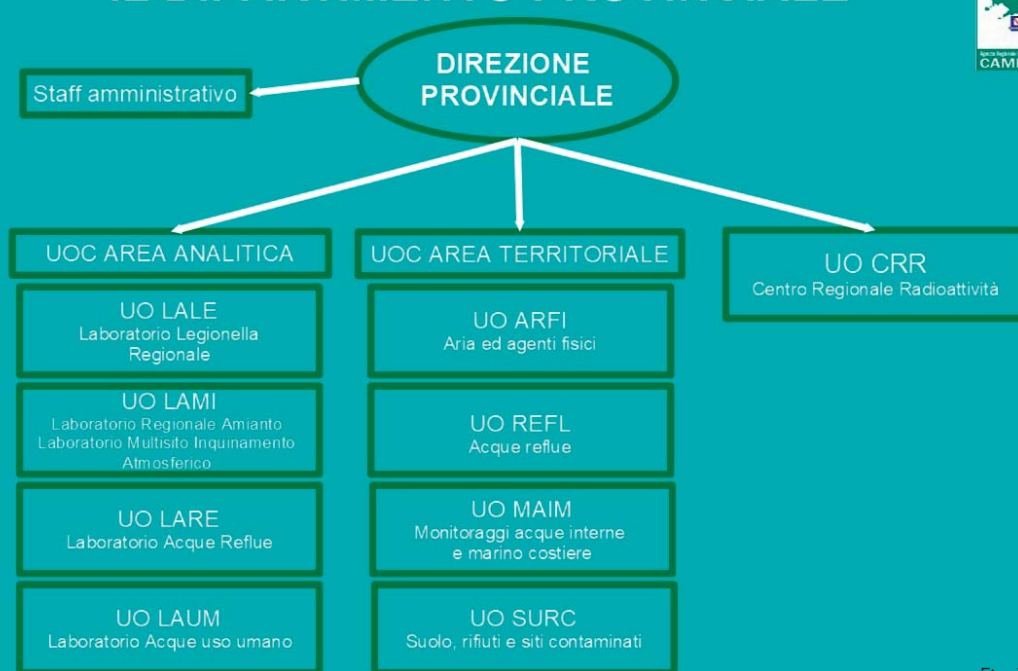 DIREZIONE
PROVINCIALE
Staff amministrativo
UOC AREA ANALITICA
UO LALE
Laboratorio Legionella
Regionale
UO LAMI
Laboratorio Regionale Amianto
Laboratorio Multisito Inquinamento
Atmosferico
UO LARE
Laboratorio Acque Reflue
UO LAUM
Laboratorio Acque uso umano
UOC AREA TERRITORIALE
UO ARFI
Aria ed agenti fisici
UO REFL
Acque reflue
UO MAIM
Monitoraggi acque interne
e marino costiere
UO SURC
Suolo, rifiuti e siti contaminati
UO CRR
Centro Regionale Radioattività